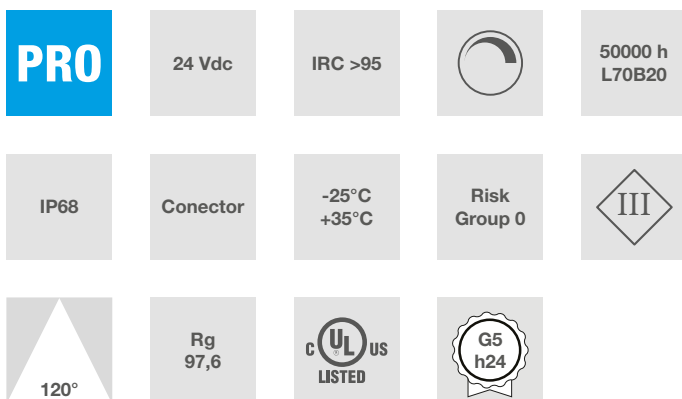 PRO
24 Vdc
IRC >95
50000 h
L70B20
IP68
Conector
-25°C
+35°C
Risk
Group 0
III
120°
Rg
97,6
C UL US
®
LISTED
G5
h24